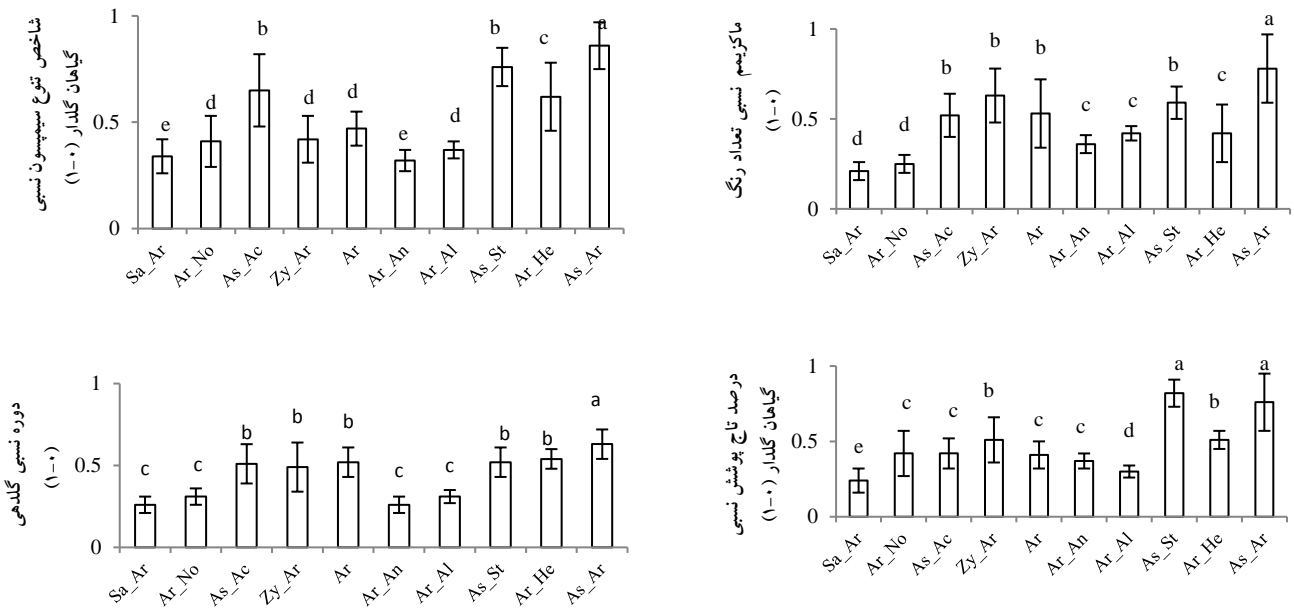 شاخص تنوع سیمپسون نسبی
گیاهان گلدار (۰-۱)
1
0.5
0
e
d
b
d
d
e
d
b
c
a
Sa_Ar
Ar_No
As_Ac
Zy_Ar
Ar
Ar_An
Ar_Al
As_St
Ar_He
As_Ar
ماکزیمم نسبی تعداد رنگ
(۰-۱)
1
0.5
0
d
d
b
b
b
c
c
b
c
a
Sa_Ar
Ar_No
As_Ac
Zy_Ar
Ar
Ar_An
Ar_Al
As_St
Ar_He
As_Ar
دوره نسبی گلدهی
(۰-۱)
1
0.5
0
c
c
b
b
b
c
c
b
b
a
Sa_Ar
Ar_No
As_Ac
Zy_Ar
Ar
Ar_An
Ar_Al
As_St
Ar_He
As_Ar
درصد تاج پوشش نسبی
گیاهان گلدار (۰-۱)
1
0.5
0
e
c
c
b
c
c
d
a
b
a
Sa_Ar
Ar_No
As_Ac
Zy_Ar
Ar
Ar_An
Ar_Al
As_St
Ar_He
As_Ar